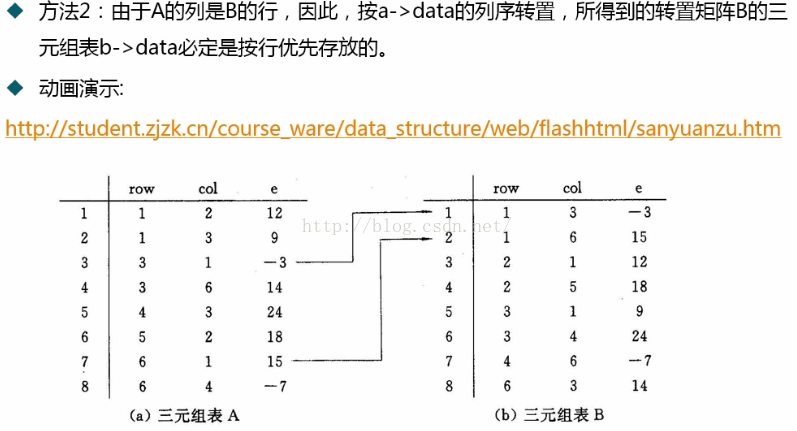 方法2：由于A的列是B的行，因此，按a->data的列序转置，所得到的转置矩阵B的三
元组表b->data必定是按行优先存放的。
动画演示:
http://student.zjzk.cn/course_ware/data_structure/web/flashhtml/sanyuanzu.htm
row col e
1 1 2 12
2 1 3 9
3 3 1 −3
4 3 6 14
5 4 3 24
6 5 2 18
7 6 1 15
8 6 4 −7
(a) 三元组表 A
row col e
1 1 3 −3
2 1 6 15
3 2 1 12
4 2 5 18
5 3 1 9
6 3 4 24
7 4 6 −7
8 6 3 14
(b) 三元组表 B
http://blog.csdn.net/